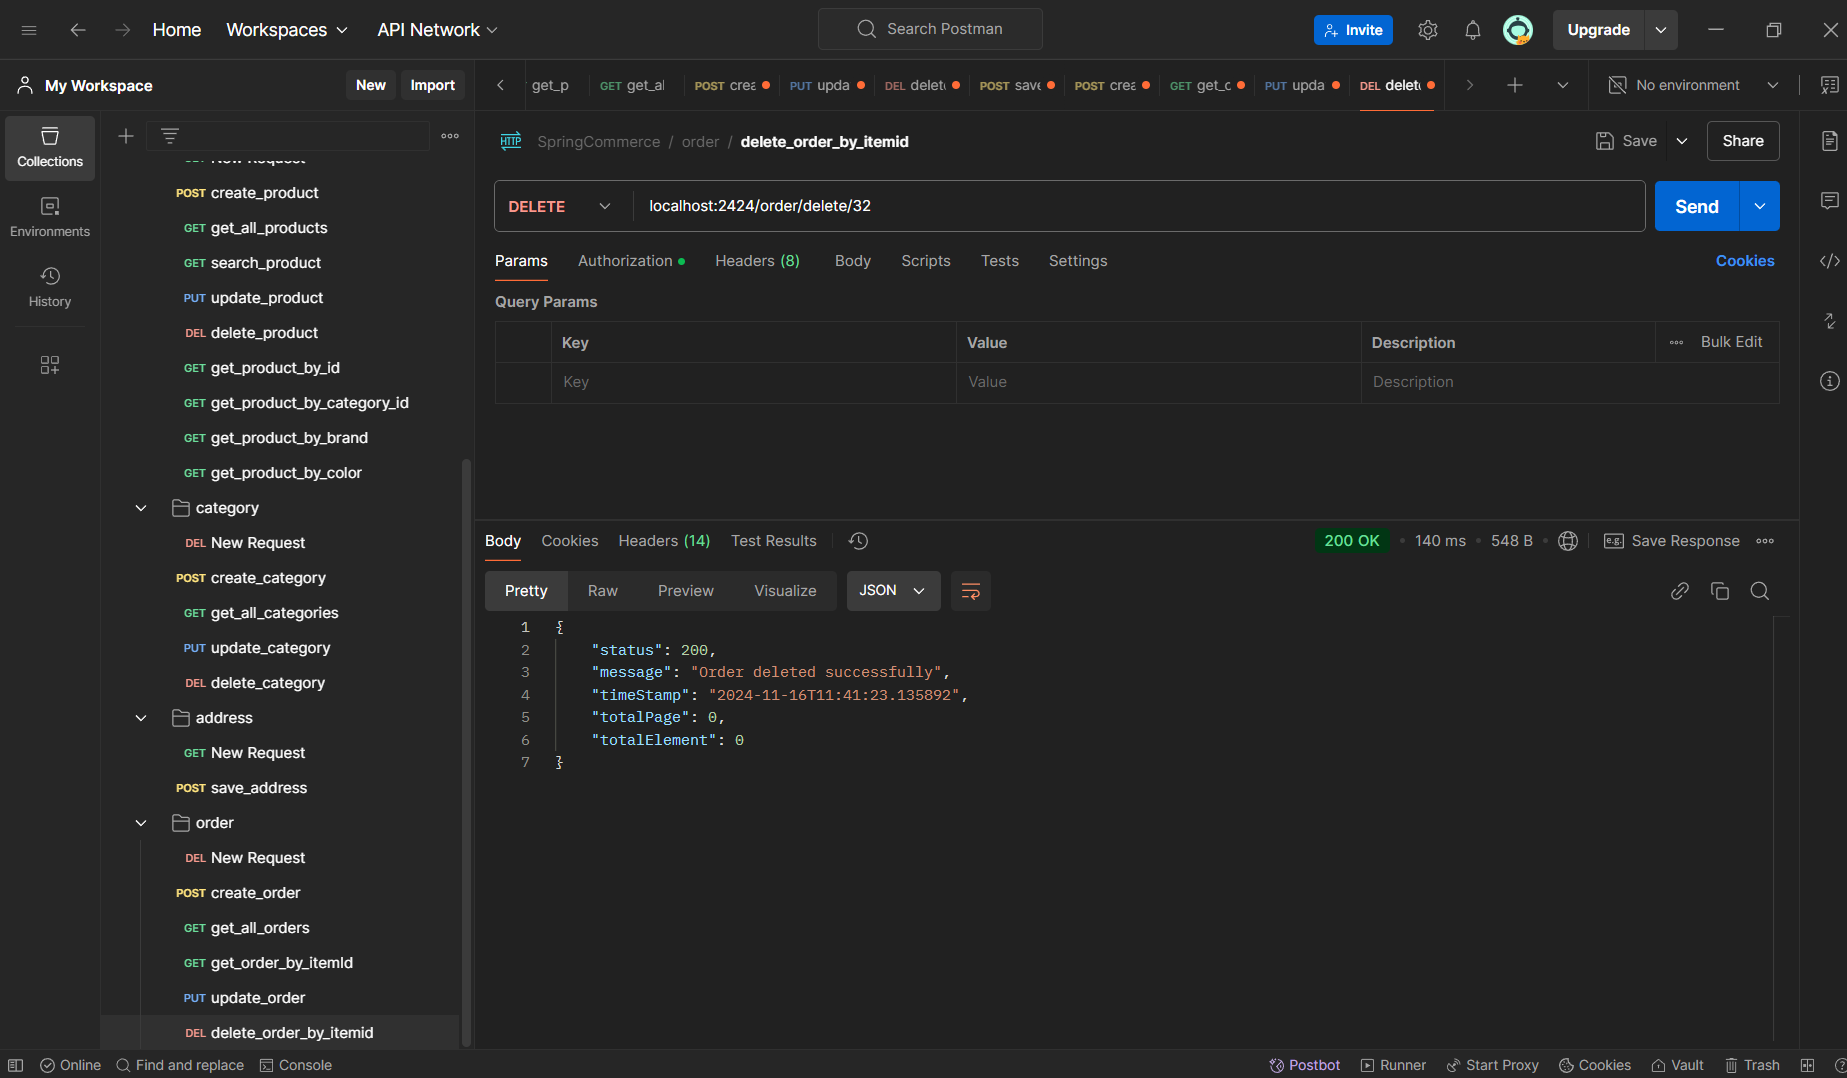 Home Workspaces API Network Search Postman Invite Upgrade
My Workspace New Import
get_p GET get_al POST crea PUT upda DEL delet POST save POST crea GET get_c PUT upda DEL delet No environment
Collections
Environments
History
New Request
POST create_product
GET get_all_products
GET search_product
PUT update_product
DEL delete_product
GET get_product_by_id
GET get_product_by_category_id
GET get_product_by_brand
GET get_product_by_color
category
DEL New Request
POST create_category
GET get_all_categories
PUT update_category
DEL delete_category
address
GET New Request
POST save_address
order
DEL New Request
POST create_order
GET get_all_orders
GET get_order_by_itemId
PUT update_order
DEL delete_order_by_itemid
HTTP SpringCommerce / order / delete_order_by_itemid Save Share
DELETE localhost:2424/order/delete/32 Send
Params Authorization Headers (8) Body Scripts Tests Settings Cookies
Query Params
Key Value Description Bulk Edit
Key Value Description
Body Cookies Headers (14) Test Results 200 OK 140 ms 548 B e.g. Save Response
Pretty Raw Preview Visualize JSON
1 {
2 "status": 200,
3 "message": "Order deleted successfully",
4 "timeStamp": "2024-11-16T11:41:23.135892",
5 "totalPage": 0,
6 "totalElement": 0
7 }
Online Find and replace Console Postbot Runner Start Proxy Cookies Vault Trash